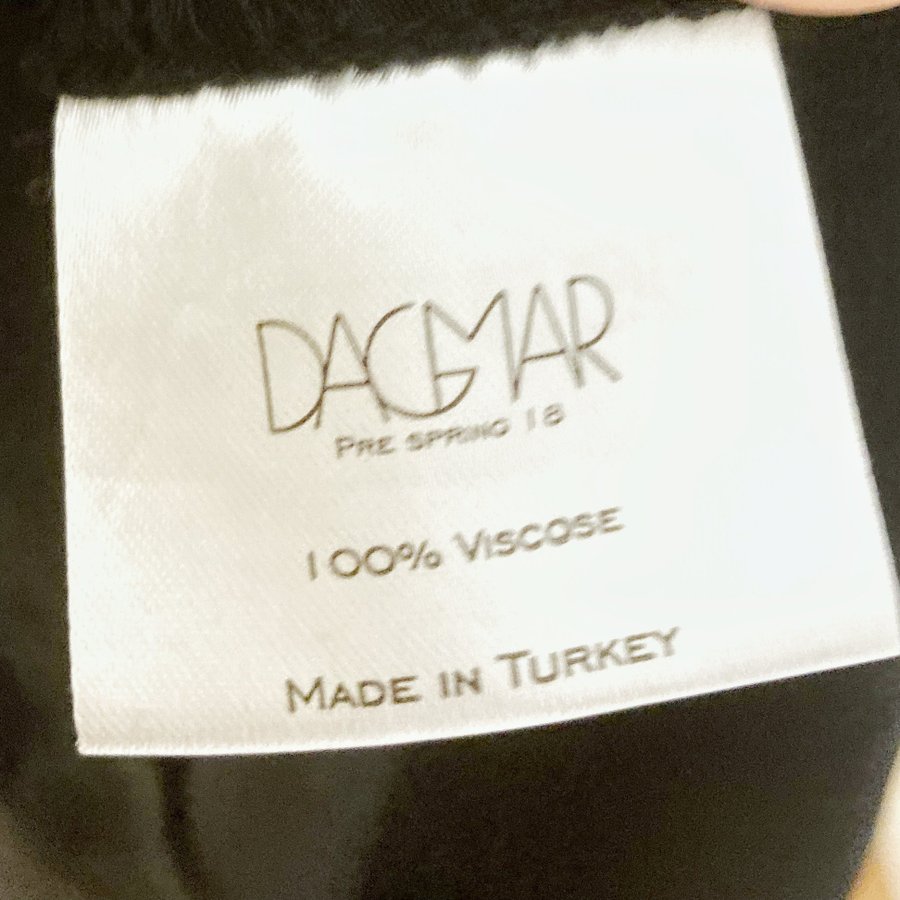 DAGMAR
PRE SPRING 18
100% VISCOSE
MADE IN TURKEY